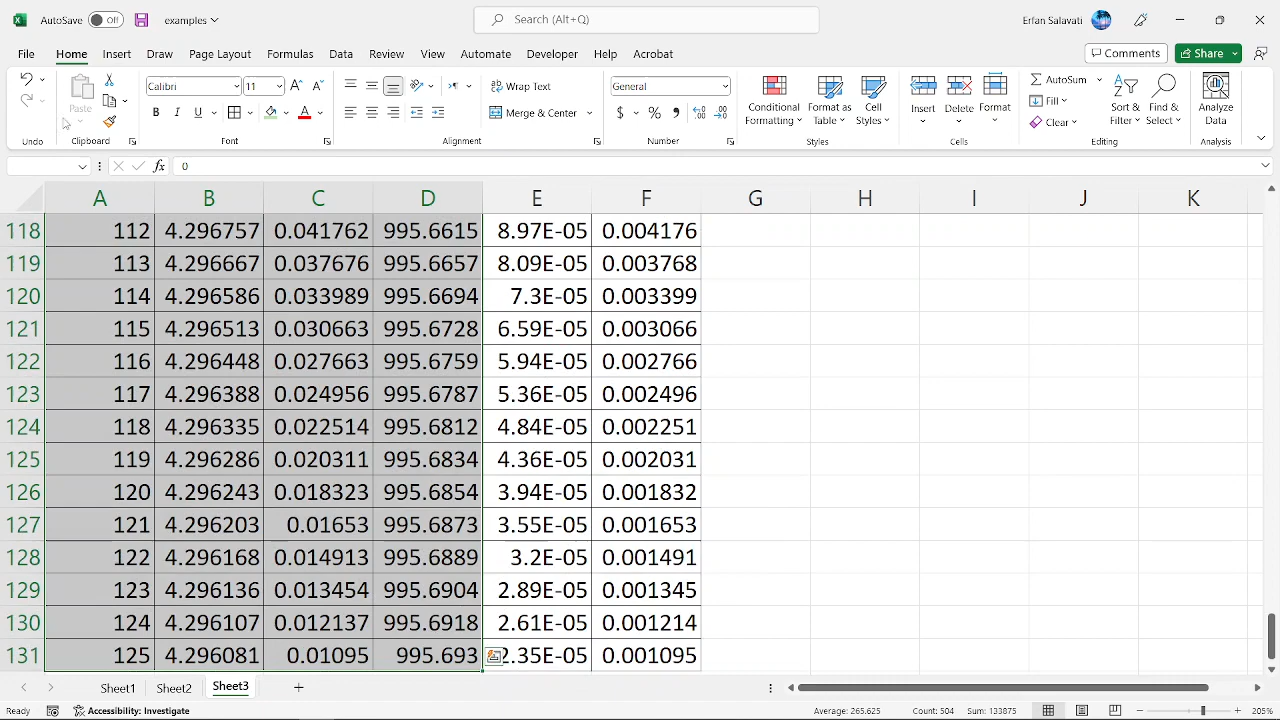 AutoSave Off examples Search (Alt+Q) Erfan Salavati
File Home Insert Draw Page Layout Formulas Data Review View Automate Developer Help Acrobat Comments Share
Paste Calibri 11 Wrap Text General Conditional Formatting Format as Table Cell Styles Insert Delete Format AutoSum Sort & Filter Find & Select Analyze Data
B I U A Merge & Center $ % , Fill
Clear
Undo Clipboard Font Alignment Number Styles Cells Editing Analysis
fx 0
A B C D E F G H I J K
118 112 4.296757 0.041762 995.6615 8.97E-05 0.004176
119 113 4.296667 0.037676 995.6657 8.09E-05 0.003768
120 114 4.296586 0.033989 995.6694 7.3E-05 0.003399
121 115 4.296513 0.030663 995.6728 6.59E-05 0.003066
122 116 4.296448 0.027663 995.6759 5.94E-05 0.002766
123 117 4.296388 0.024956 995.6787 5.36E-05 0.002496
124 118 4.296335 0.022514 995.6812 4.84E-05 0.002251
125 119 4.296286 0.020311 995.6834 4.36E-05 0.002031
126 120 4.296243 0.018323 995.6854 3.94E-05 0.001832
127 121 4.296203 0.01653 995.6873 3.55E-05 0.001653
128 122 4.296168 0.014913 995.6889 3.2E-05 0.001491
129 123 4.296136 0.013454 995.6904 2.89E-05 0.001345
130 124 4.296107 0.012137 995.6918 2.61E-05 0.001214
131 125 4.296081 0.01095 995.693 2.35E-05 0.001095
Sheet1 Sheet2 Sheet3
Ready Accessibility: Investigate Average: 265.625 Count: 504 Sum: 133875 205%